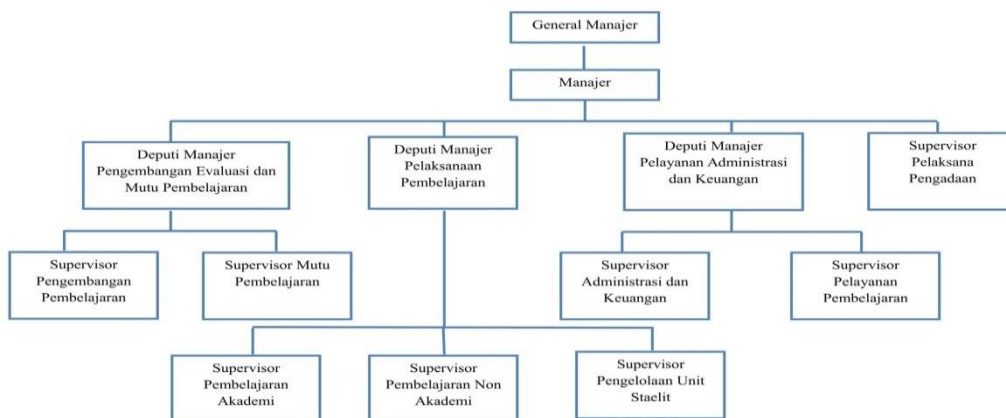 General Manajer
Manajer
Deputi Manajer
Pengembangan Evaluasi dan
Mutu Pembelajaran
Deputi Manajer
Pelaksanaan
Pembelajaran
Deputi Manajer
Pelayanan Administrasi
dan Keuangan
Supervisor
Pelaksana
Pengadaan
Supervisor
Pengembangan
Pembelajaran
Supervisor Mutu
Pembelajaran
Supervisor
Administrasi dan
Keuangan
Supervisor
Pelayanan
Pembelajaran
Supervisor
Pembelajaran
Akademi
Supervisor
Pembelajaran Non
Akademi
Supervisor
Pengelolaan Unit
Staelit